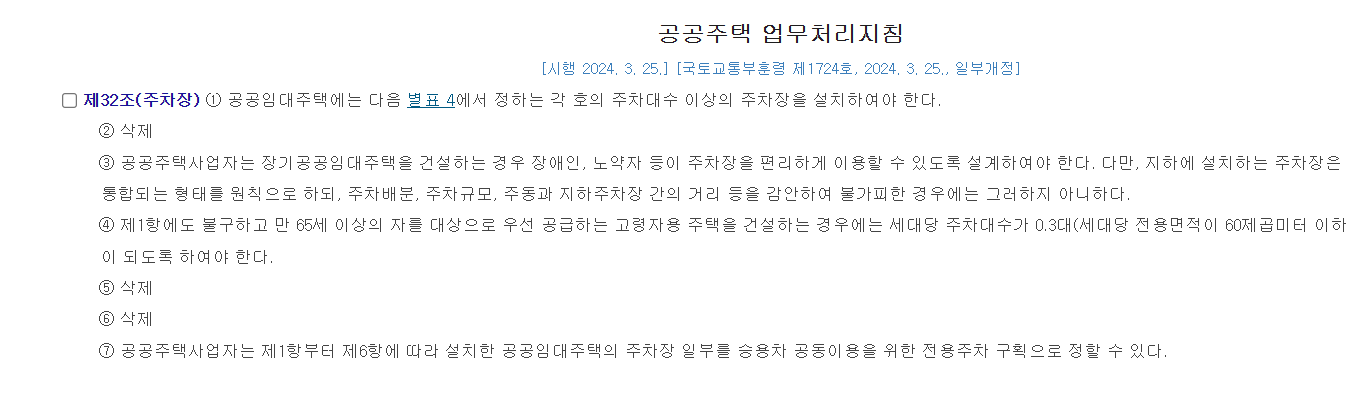 공공주택 업무처리지침
[시행 2024. 3. 25.] [국토교통부훈령 제1724호, 2024. 3. 25., 일부개정]
제32조(주차장) ① 공공임대주택에는 다음 별표 4에서 정하는 각 호의 주차대수 이상의 주차장을 설치하여야 한다.
② 삭제
③ 공공주택사업자는 장기공공임대주택을 건설하는 경우 장애인, 노약자 등이 주차장을 편리하게 이용할 수 있도록 설계하여야 한다. 다만, 지하에 설치하는 주차장은
통합되는 형태를 원칙으로 하되, 주차배분, 주차규모, 주동과 지하주차장 간의 거리 등을 감안하여 불가피한 경우에는 그러하지 아니하다.
④ 제1항에도 불구하고 만 65세 이상의 자를 대상으로 우선 공급하는 고령자용 주택을 건설하는 경우에는 세대당 주차대수가 0.3대(세대당 전용면적이 60제곱미터 이하
이 되도록 하여야 한다.
⑤ 삭제
⑥ 삭제
⑦ 공공주택사업자는 제1항부터 제6항에 따라 설치한 공공임대주택의 주차장 일부를 승용차 공동이용을 위한 전용주차 구획으로 정할 수 있다.